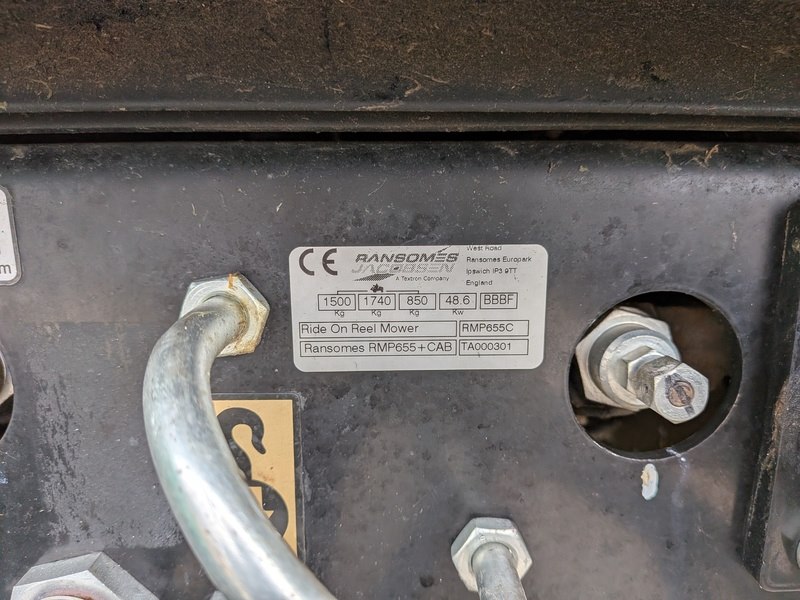 m
CE
RANSOMES
JACOBSEN
A Textron Company
West Road
Ransomes Europark
Ipswich IP3 9TT
England
1500 1740 850 48.6 BBBF
Kg Kg Kg Kw
Ride On Reel Mower RMP655C
Ransomes RMP655+CAB TA000301